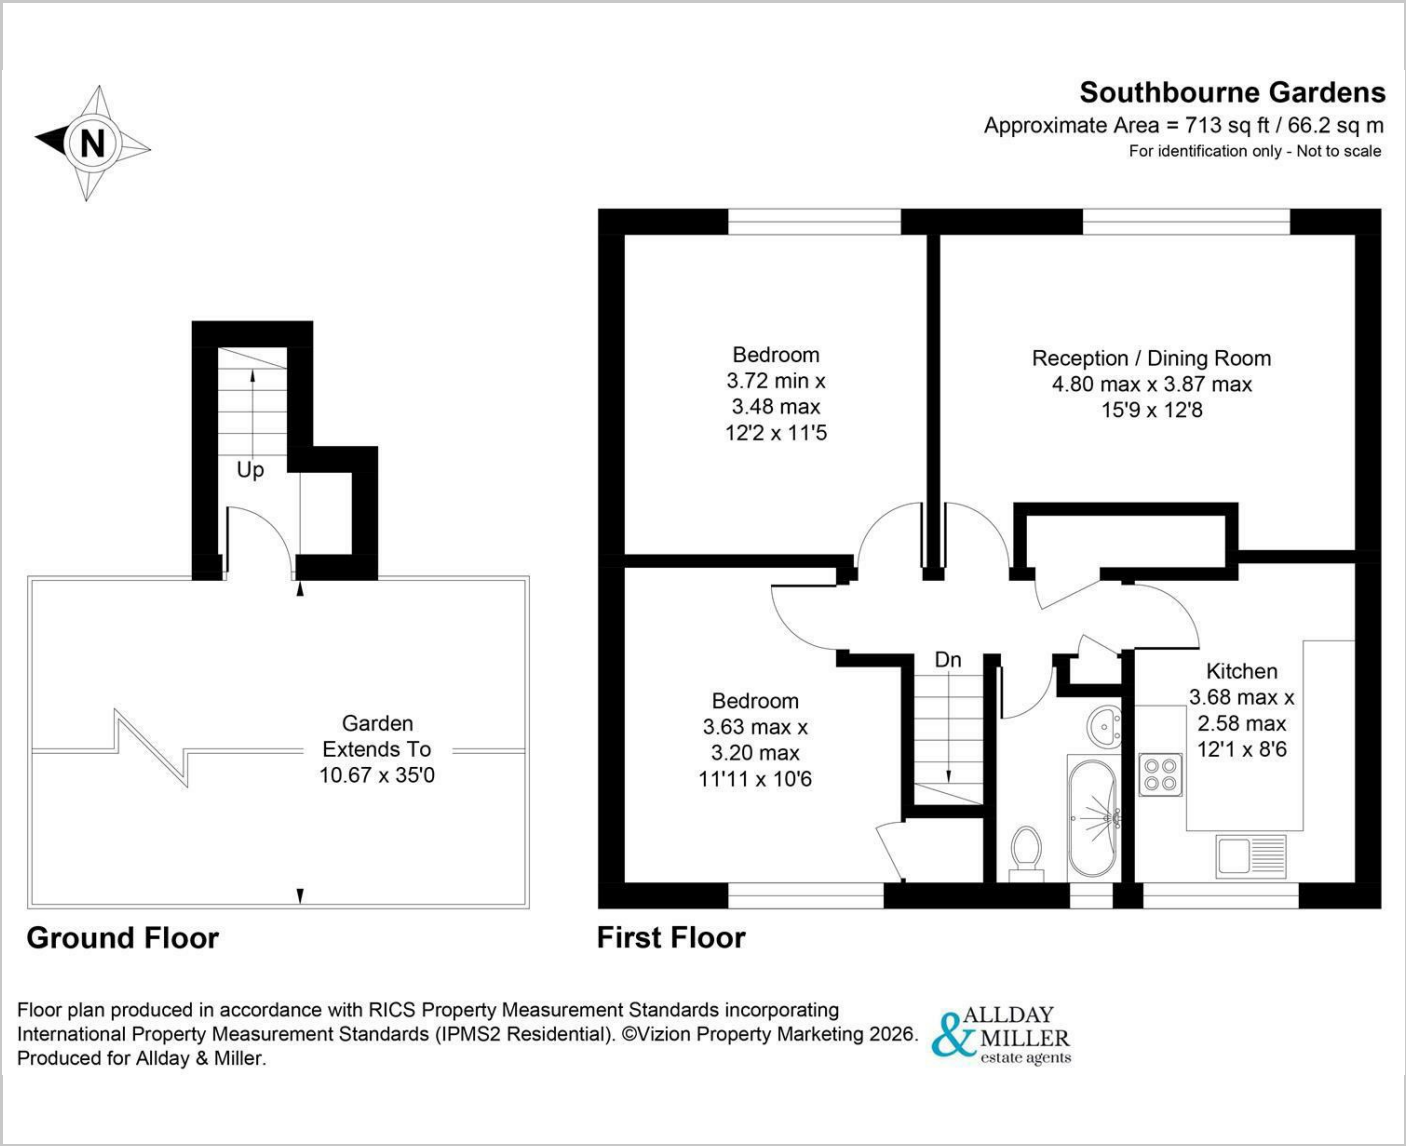 Southbourne Gardens
Approximate Area = 713 sq ft / 66.2 sq m
For identification only - Not to scale
N
Up
Garden
Extends To
10.67 x 35'0
Ground Floor
Bedroom
3.72 min x
3.48 max
12'2 x 11'5
Reception / Dining Room
4.80 max x 3.87 max
15'9 x 12'8
Dn
Bedroom
3.63 max x
3.20 max
11'11 x 10'6
Kitchen
3.68 max x
2.58 max
12'1 x 8'6
First Floor
Floor plan produced in accordance with RICS Property Measurement Standards incorporating
International Property Measurement Standards (IPMS2 Residential). ©Vizion Property Marketing 2026.
Produced for Allday & Miller.
ALLDAY
& MILLER
estate agents